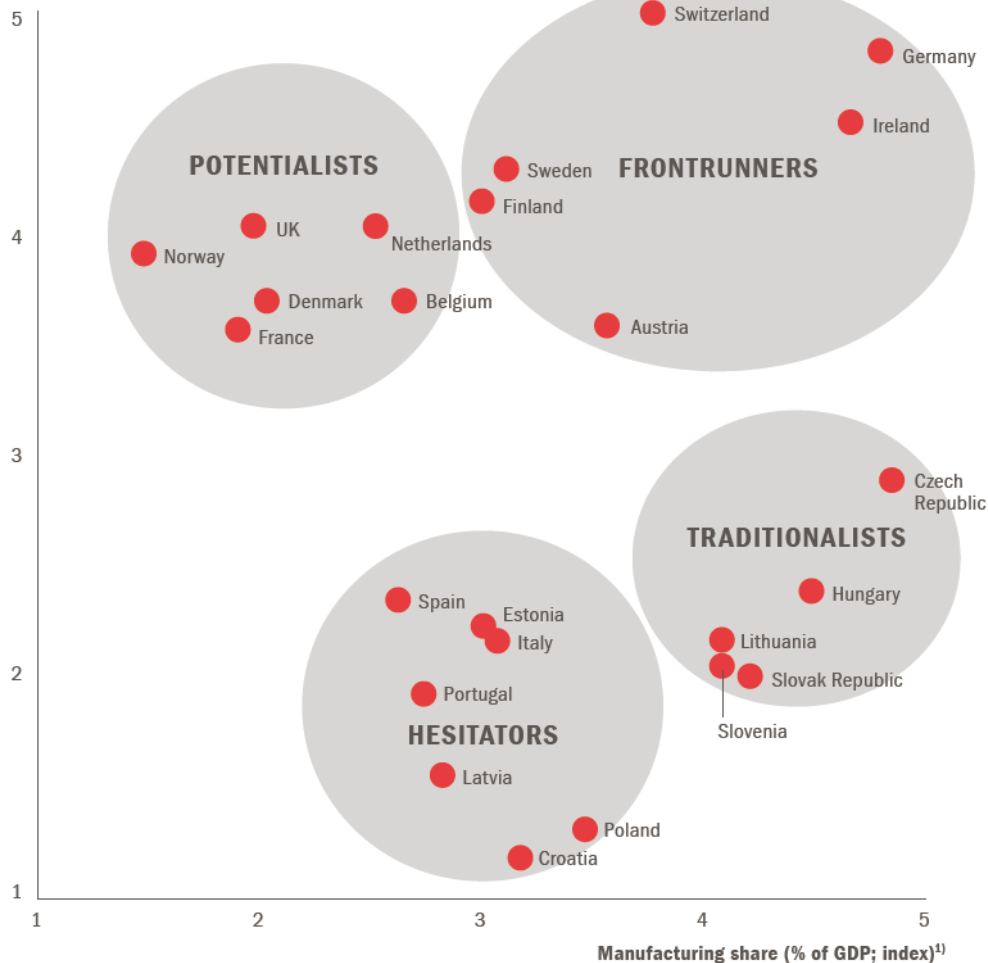 5
Switzerland
Germany
Ireland
POTENTIALISTS
Sweden
FRONTRUNNERS
Finland
UK
4
Netherlands
Norway
Denmark
Belgium
Austria
France
3
Czech
Republic
TRADITIONALISTS
Hungary
Spain
Estonia
Italy
Lithuania
2
Slovak Republic
Portugal
Slovenia
HESITATORS
Latvia
Poland
Croatia
1
1 2 3 4 5
Manufacturing share (% of GDP; index)¹⁾